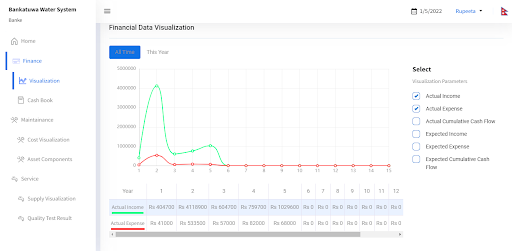 Bankatuwa Water System
Banke
1/5/2022
Rupeeta
Home
Finance
Visualization
Cash Book
Maintenance
Cost Visualization
Asset Components
Service
Supply Visualization
Quality Test Result
Financial Data Visualization
All Time
This Year
5000000
4000000
3000000
2000000
1000000
0
0 1 2 3 4 5 6 7 8 9 10 11 12 13 14 15
Select
Visualization Parameters
Actual Income
Actual Expense
Actual Cumulative Cash Flow
Expected Income
Expected Expense
Expected Cumulative Cash
Flow
Year 1 2 3 4 5 6 7 8 9 10 11 12
Actual Income Rs 404700 Rs 4118900 Rs 604700 Rs 759700 Rs 1029600 Rs 0 Rs 0 Rs 0 Rs 0 Rs 0 Rs 0 Rs 0
Actual Expense Rs 41000 Rs 533500 Rs 57000 Rs 82000 Rs 66000 Rs 0 Rs 0 Rs 0 Rs 0 Rs 0 Rs 0 Rs 0